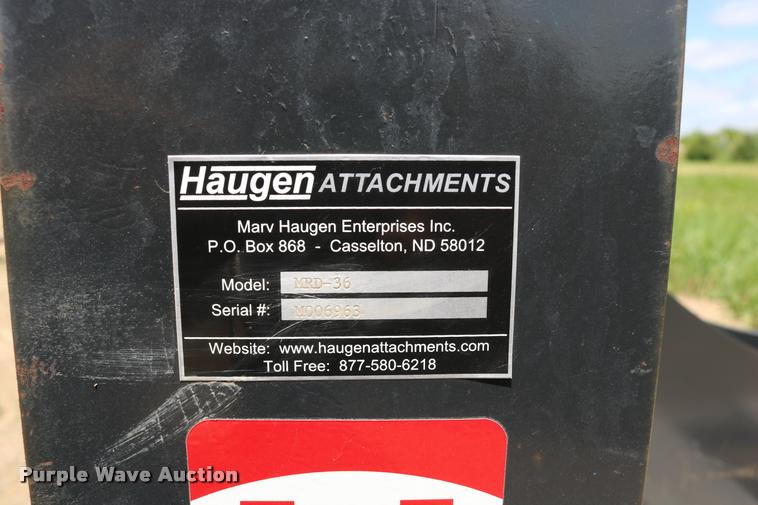 Haugen ATTACHMENTS
Marv Haugen Enterprises Inc.
P.O. Box 868 - Casselton, ND 58012
Model: MRD-36
Serial #: M006963
Website: www.haugenattachments.com
Toll Free: 877-580-6218
Purple Wave Auction